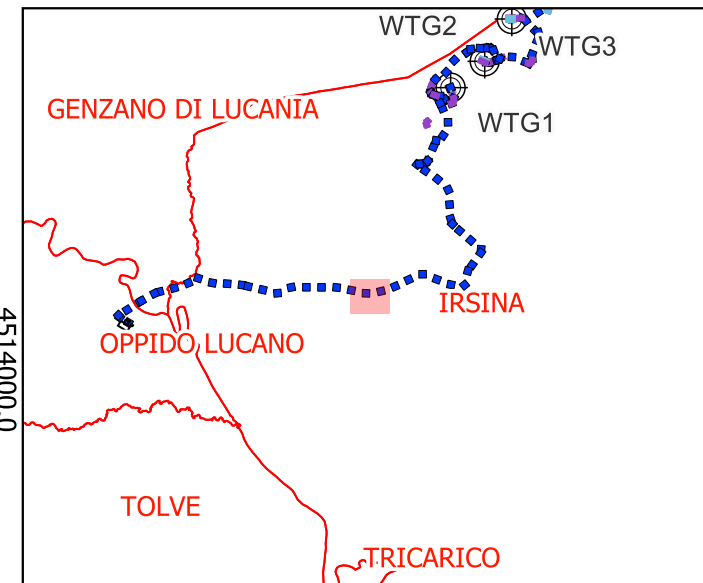 WTG2
WTG3
GENZANO DI LUCANIA
WTG1
IRSINA
4514000.0
OPPIDO LUCANO
TOLVE
TRICARICO